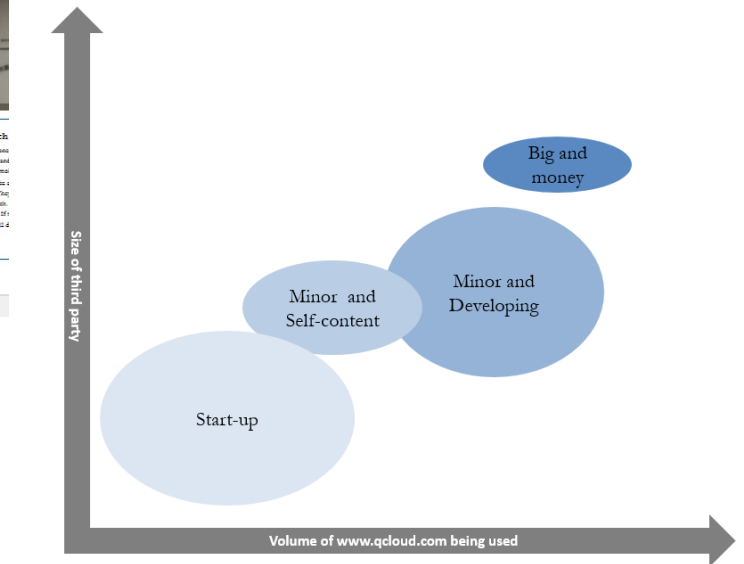 Big and
money
Minor and
Developing
Minor  and
Self-content
Start-up
Size of third party
Volume of www.qcloud.com being used